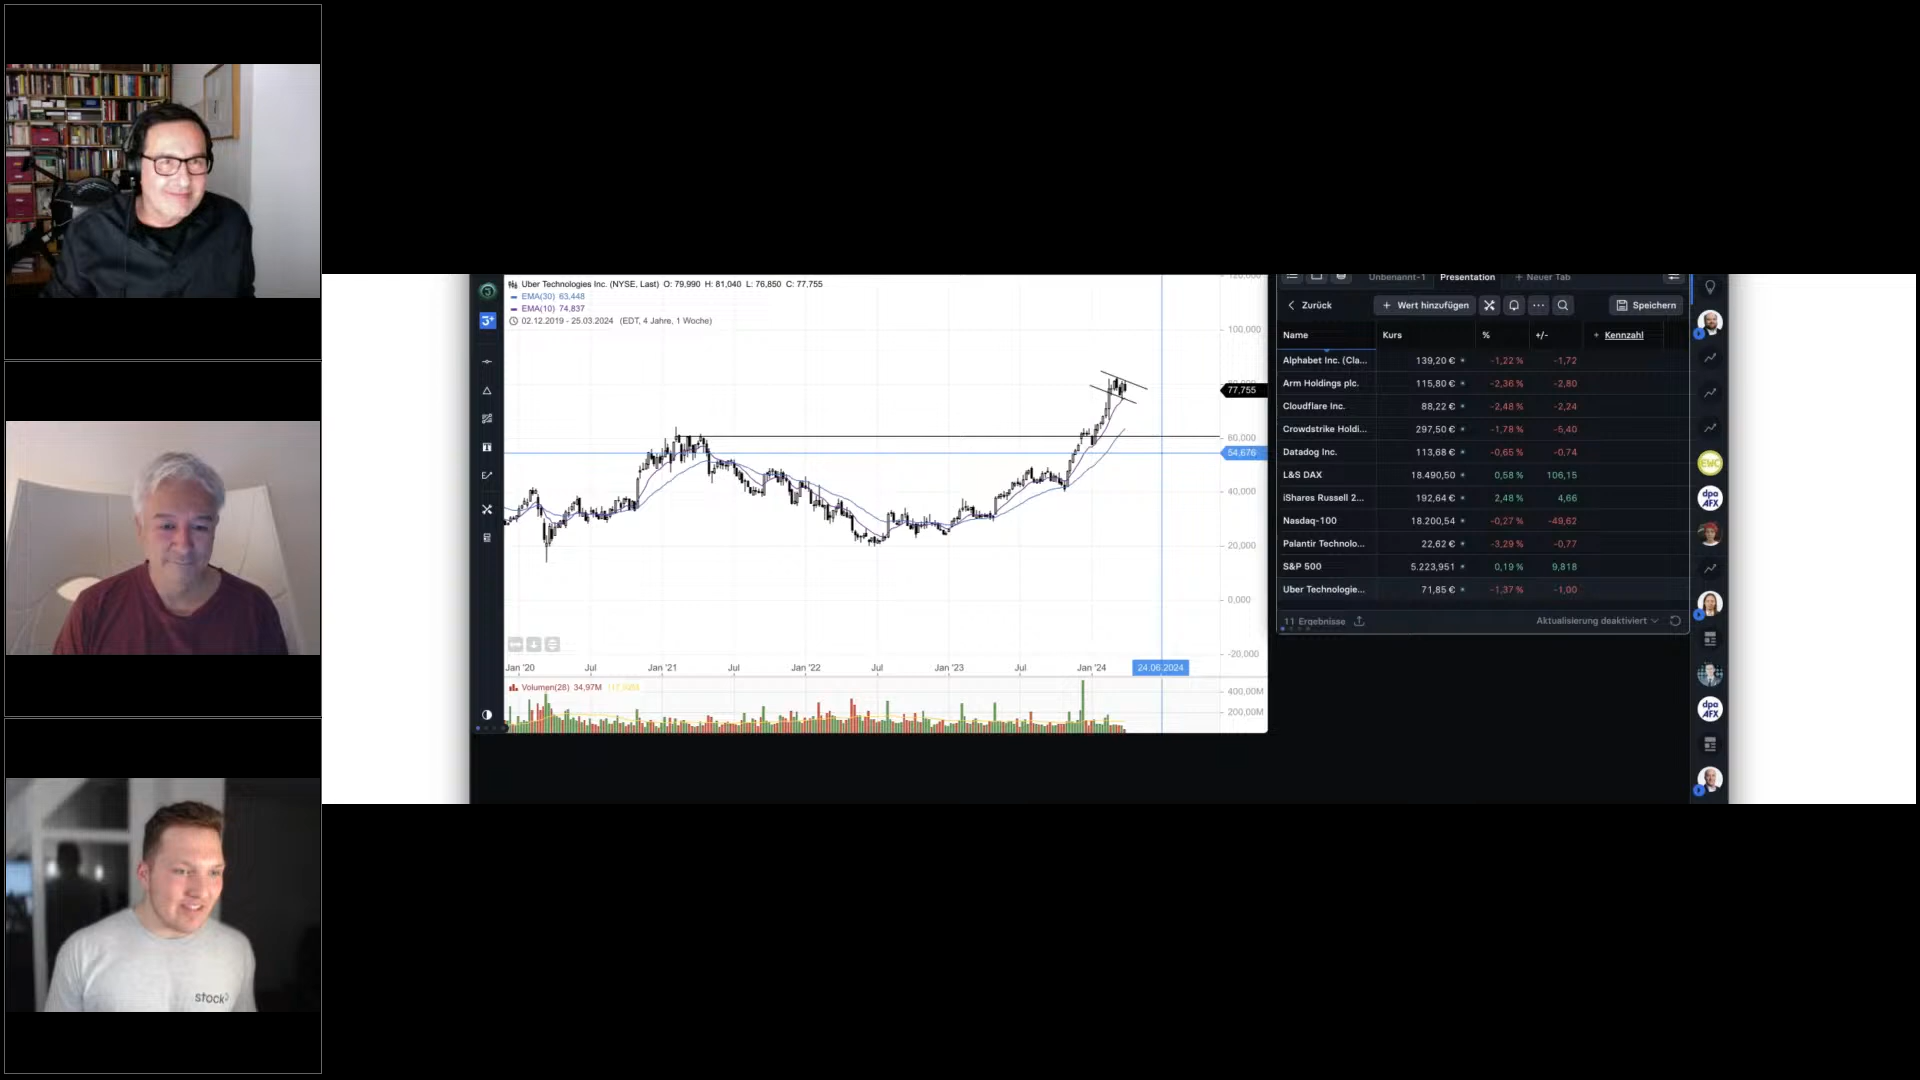 Uber Technologies Inc. (NYSE, Last) O: 79,990 H: 81,040 L: 76,850 C: 77,755
EMA(30) 63,448
EMA(10) 74,837
02.12.2019 - 25.03.2024 (EDT, 4 Jahre, 1 Woche)
100,000
77,755
60,000
54,676
40,000
20,000
0,000
-20,000
Jan '20 Jul Jan '21 Jul Jan '22 Jul Jan '23 Jul Jan '24 24.06.2024
Volumen(28) 34,97M
400,00M
200,00M
Unbenannt-1 Presentation + Neuer Tab
Zurück + Wert hinzufügen Speichern
Name Kurs % +/- + Kennzahl
Alphabet Inc. (Cla... 139,20 € -1,22 % -1,72
Arm Holdings plc. 115,80 € -2,36 % -2,80
Cloudflare Inc. 88,22 € -2,48 % -2,24
Crowdstrike Holdi... 297,50 € -1,78 % -5,40
Datadog Inc. 113,68 € -0,65 % -0,74
L&S DAX 18.490,50 0,58 % 106,15
iShares Russell 2... 192,64 € 2,48 % 4,66
Nasdaq-100 18.200,54 -0,27 % -49,62
Palantir Technolo... 22,62 € -3,29 % -0,77
S&P 500 5.223,951 0,19 % 9,818
Uber Technologie... 71,85 € -1,37 % -1,00
11 Ergebnisse Aktualisierung deaktiviert
EWC
dpa
AFX
dpa
AFX
stock